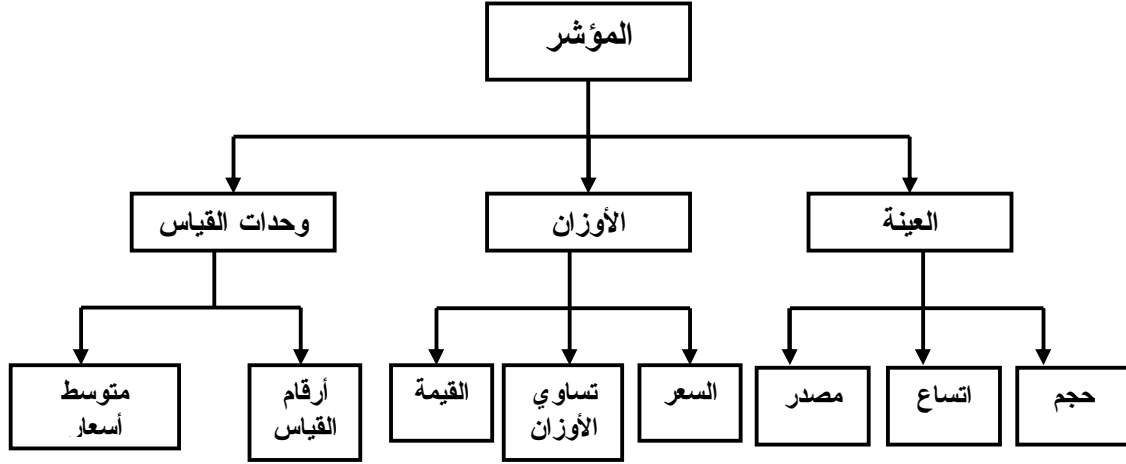 المؤشر
العينة
الأوزان
وحدات القياس
حجم
اتساع
مصدر
السعر
تساوي
الأوزان
القيمة
أرقام
القياس
متوسط
أسعار